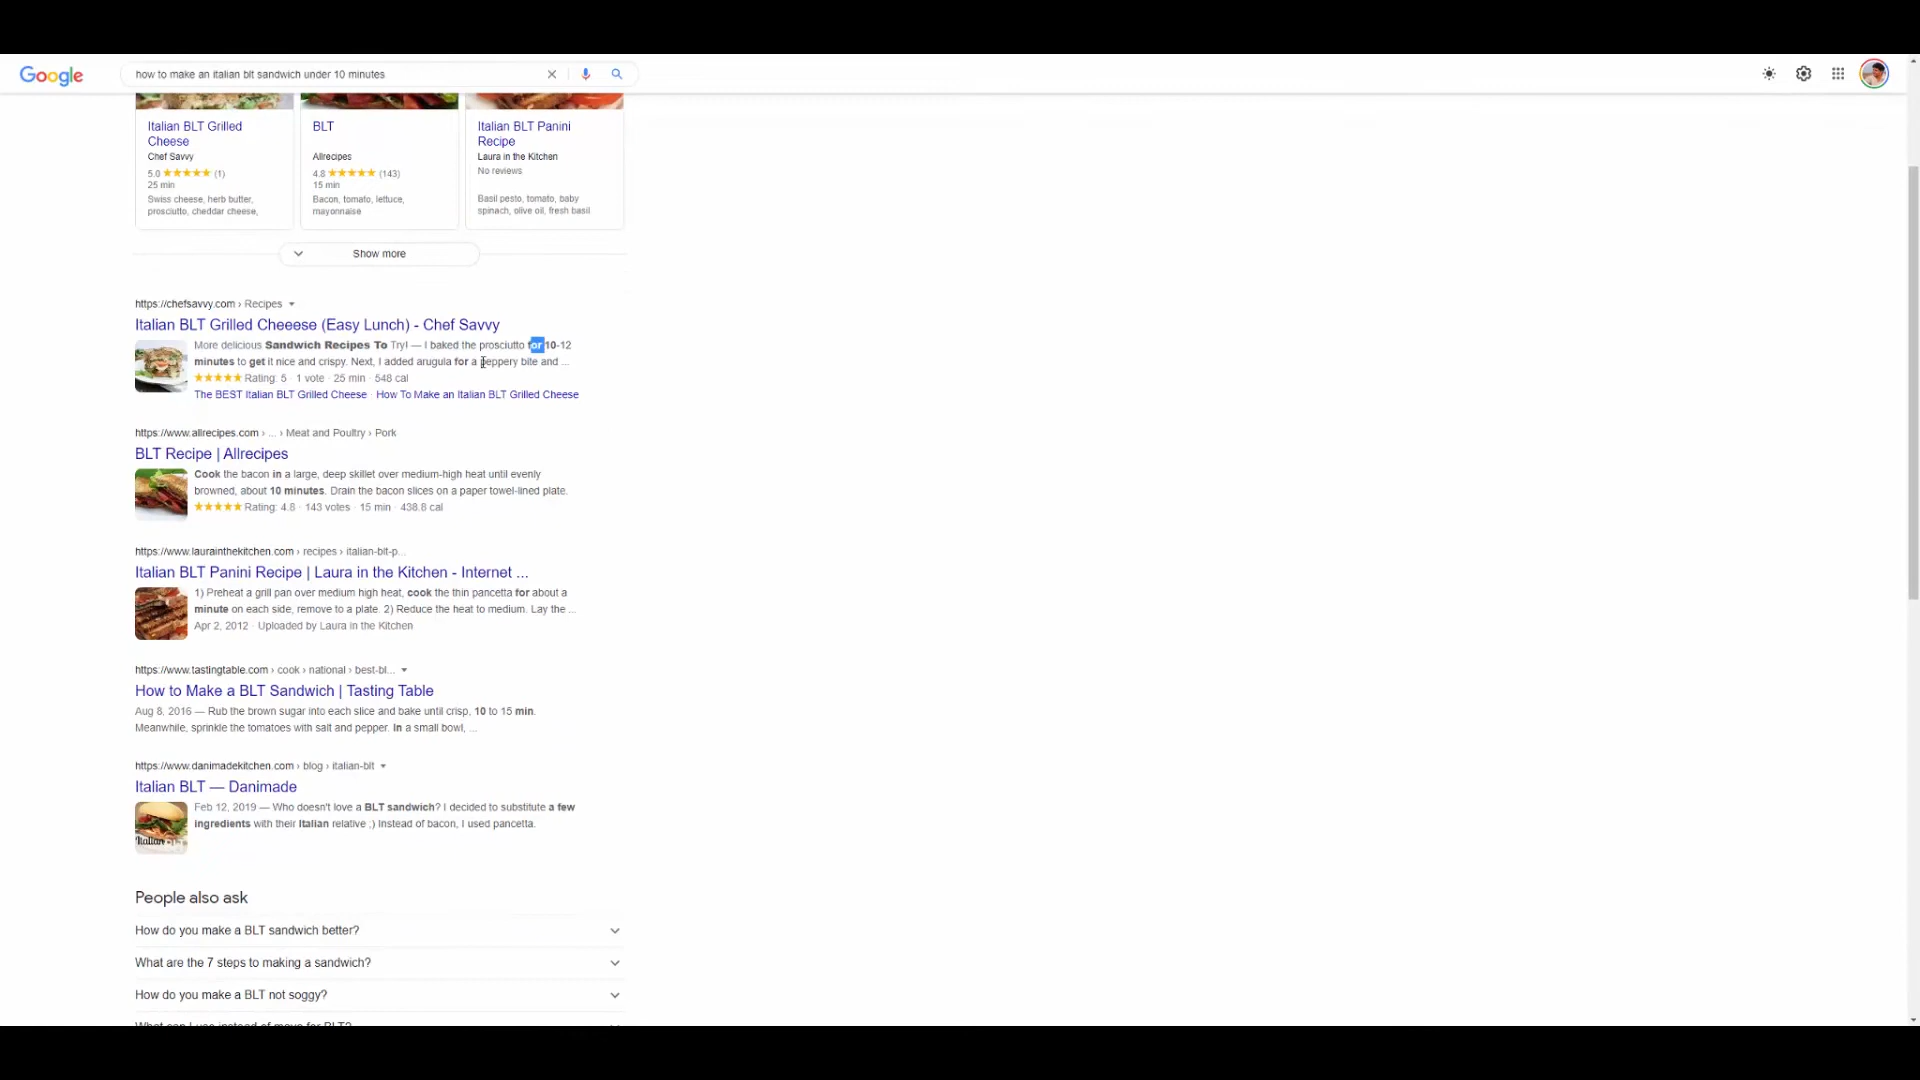 Google
how to make an italian blt sandwich under 10 minutes
Italian BLT Grilled
Cheese
Chef Savvy
5.0 ★★★★★ (1)
25 min
Swiss cheese, herb butter,
prosciutto, cheddar cheese,
BLT
Allrecipes
4.8 ★★★★★ (143)
15 min
Bacon, tomato, lettuce,
mayonnaise
Italian BLT Panini
Recipe
Laura in the Kitchen
No reviews
Basil pesto, tomato, baby
spinach, olive oil, fresh basil
Show more
https://chefsavvy.com › Recipes
Italian BLT Grilled Cheeese (Easy Lunch) - Chef Savvy
More delicious Sandwich Recipes To Try! — I baked the prosciutto for 10-12
minutes to get it nice and crispy. Next, I added arugula for a peppery bite and ...
★★★★★ Rating: 5 · 1 vote · 25 min · 548 cal
The BEST Italian BLT Grilled Cheese · How To Make an Italian BLT Grilled Cheese
https://www.allrecipes.com › ... › Meat and Poultry › Pork
BLT Recipe | Allrecipes
Cook the bacon in a large, deep skillet over medium-high heat until evenly
browned, about 10 minutes. Drain the bacon slices on a paper towel-lined plate.
★★★★★ Rating: 4.8 · 143 votes · 15 min · 438.8 cal
https://www.laurainthekitchen.com › recipes › italian-blt-p...
Italian BLT Panini Recipe | Laura in the Kitchen - Internet ...
1) Preheat a grill pan over medium high heat, cook the thin pancetta for about a
minute on each side, remove to a plate. 2) Reduce the heat to medium. Lay the ...
Apr 2, 2012 · Uploaded by Laura in the Kitchen
https://www.tastingtable.com › cook › national › best-bl...
How to Make a BLT Sandwich | Tasting Table
Aug 8, 2016 — Rub the brown sugar into each slice and bake until crisp, 10 to 15 min.
Meanwhile, sprinkle the tomatoes with salt and pepper. In a small bowl, ...
https://www.danimadekitchen.com › blog › italian-blt
Italian BLT — Danimade
Feb 12, 2019 — Who doesn't love a BLT sandwich? I decided to substitute a few
ingredients with their Italian relative ;) Instead of bacon, I used pancetta.
Italian
People also ask
How do you make a BLT sandwich better?
What are the 7 steps to making a sandwich?
How do you make a BLT not soggy?
What can I use instead of mayo for BLT?